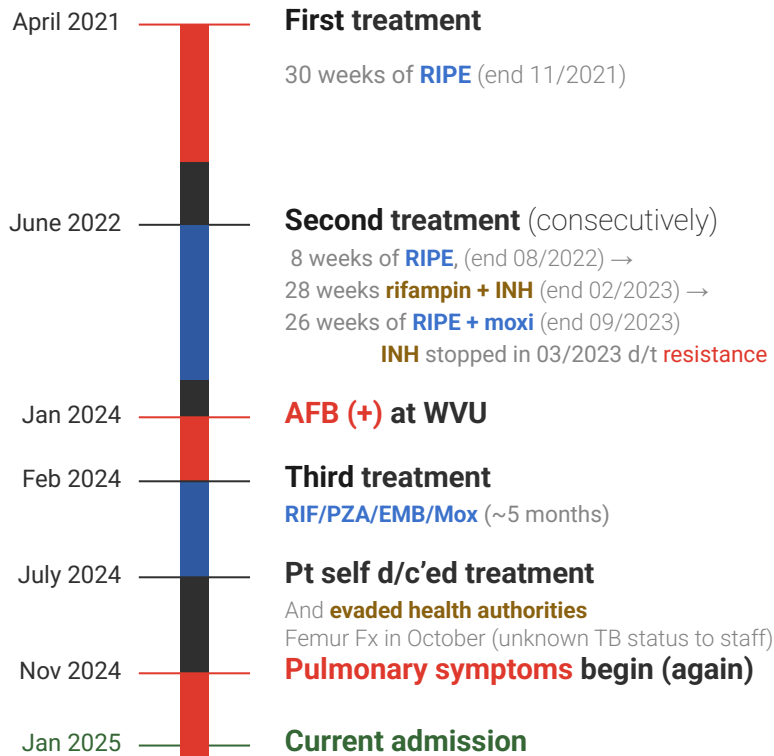 April 2021 First treatment
30 weeks of RIPE (end 11/2021)
June 2022 Second treatment (consecutively)
8 weeks of RIPE, (end 08/2022) →
28 weeks rifampin + INH (end 02/2023) →
26 weeks of RIPE + moxi (end 09/2023)
INH stopped in 03/2023 d/t resistance
Jan 2024 AFB (+) at WVU
Feb 2024 Third treatment
RIF/PZA/EMB/Mox (~5 months)
July 2024 Pt self d/c'ed treatment
And evaded health authorities
Femur Fx in October (unknown TB status to staff)
Nov 2024 Pulmonary symptoms begin (again)
Jan 2025 Current admission